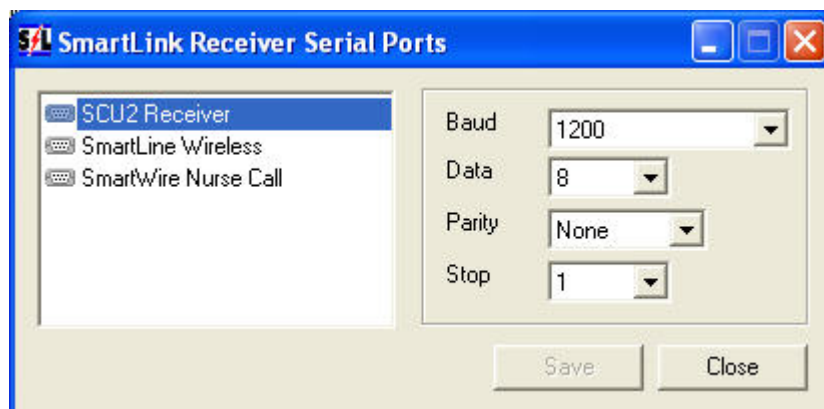 S/L SmartLink Receiver Serial Ports
SCU2 Receiver
SmartLine Wireless
SmartWire Nurse Call
Baud 1200
Data 8
Parity None
Stop 1
Save Close